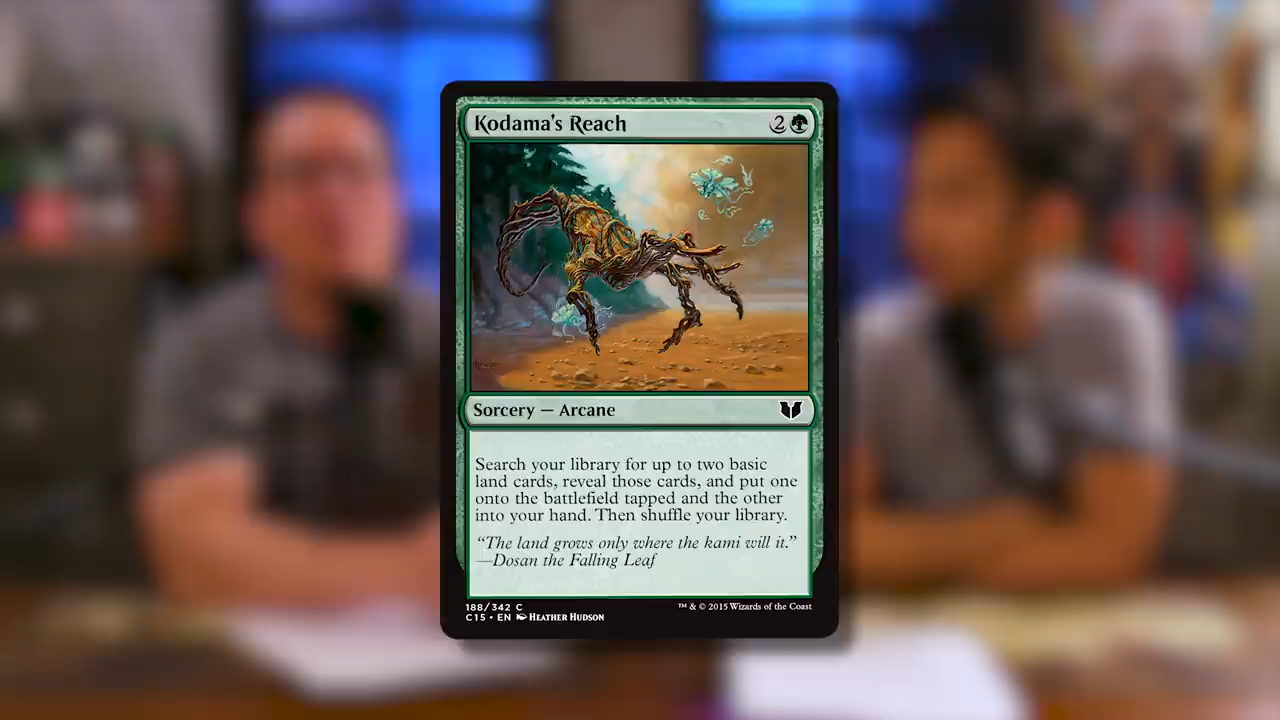 Kodama's Reach 2
Sorcery — Arcane
Search your library for up to two basic
land cards, reveal those cards, and put one
onto the battlefield tapped and the other
into your hand. Then shuffle your library.
“The land grows only where the kami will it.”
—Dosan the Falling Leaf
188/342 C
C15 • EN Heather Hudson
™ & © 2015 Wizards of the Coast